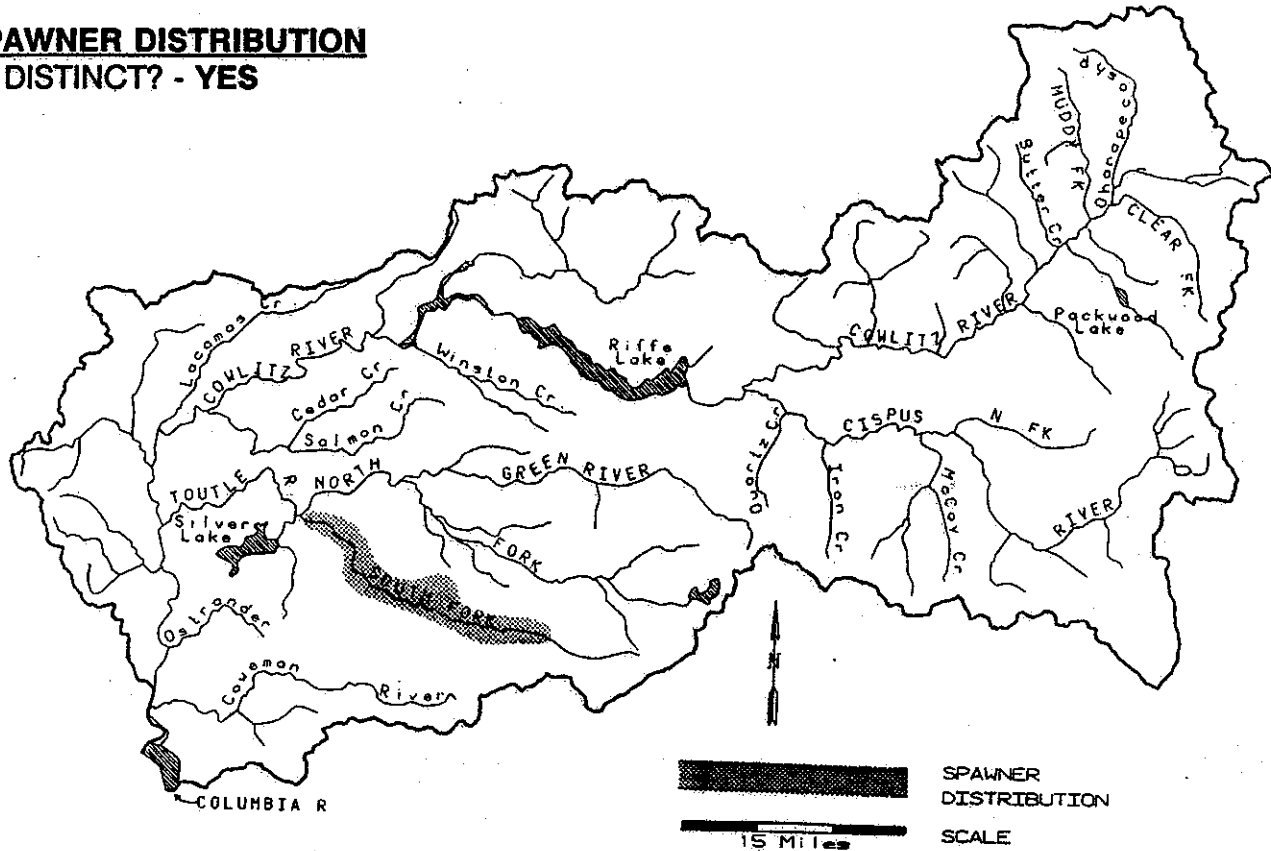 PAWNER DISTRIBUTION
DISTINCT? - YES
Ohanapecosh
MUDDY FK
Butter Cr
CLEAR FK.
Packwood
Lake
COWLITZ RIVER
Lacamas Cr.
COWLITZ RIVER
Riffe
Lake
Winston Cr.
Cedar Cr
Salmon Cr
CISPUS
N FK
RIVER
Quartz Cr
Iron Cr
McCoy Cr
GREEN RIVER
TOUTLE R
NORTH
FORK
Silver
Lake
SOUTH FORK
Ostrander
Coweman River
N
COLUMBIA R
SPAWNER
DISTRIBUTION
15 Miles
SCALE